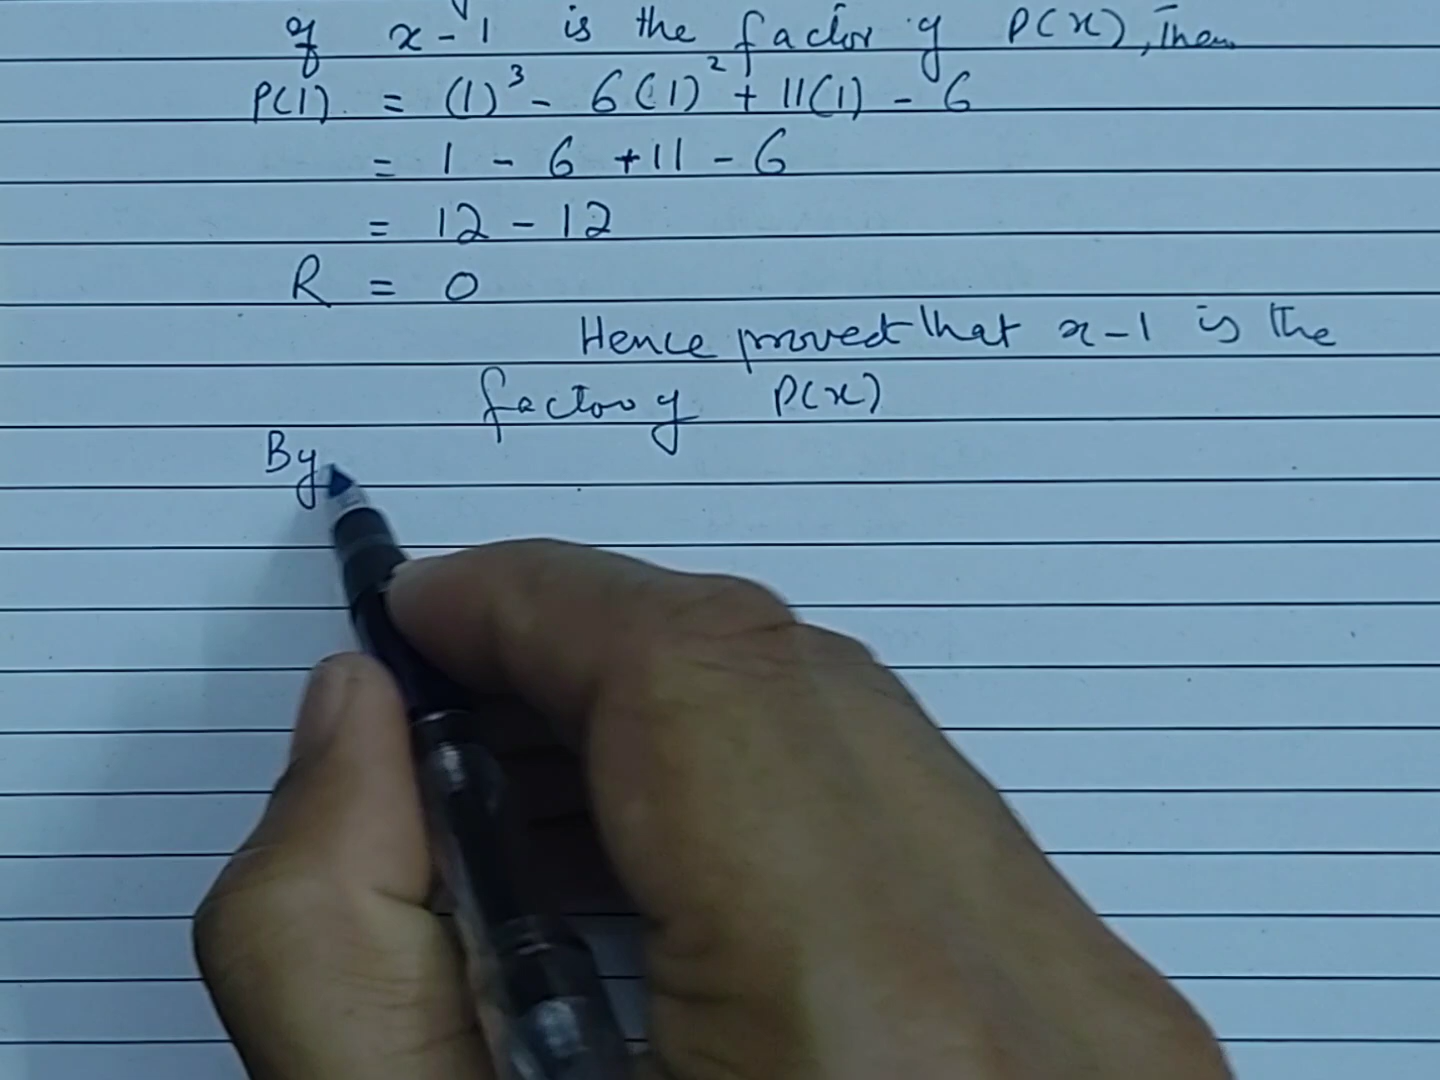 If x-1 is the factor of P(x), Then
P(1) = (1)³ - 6(1)² + 11(1) - 6
= 1 - 6 + 11 - 6
= 12 - 12
R = 0
Hence proved that x-1 is the
factor of P(x)
By